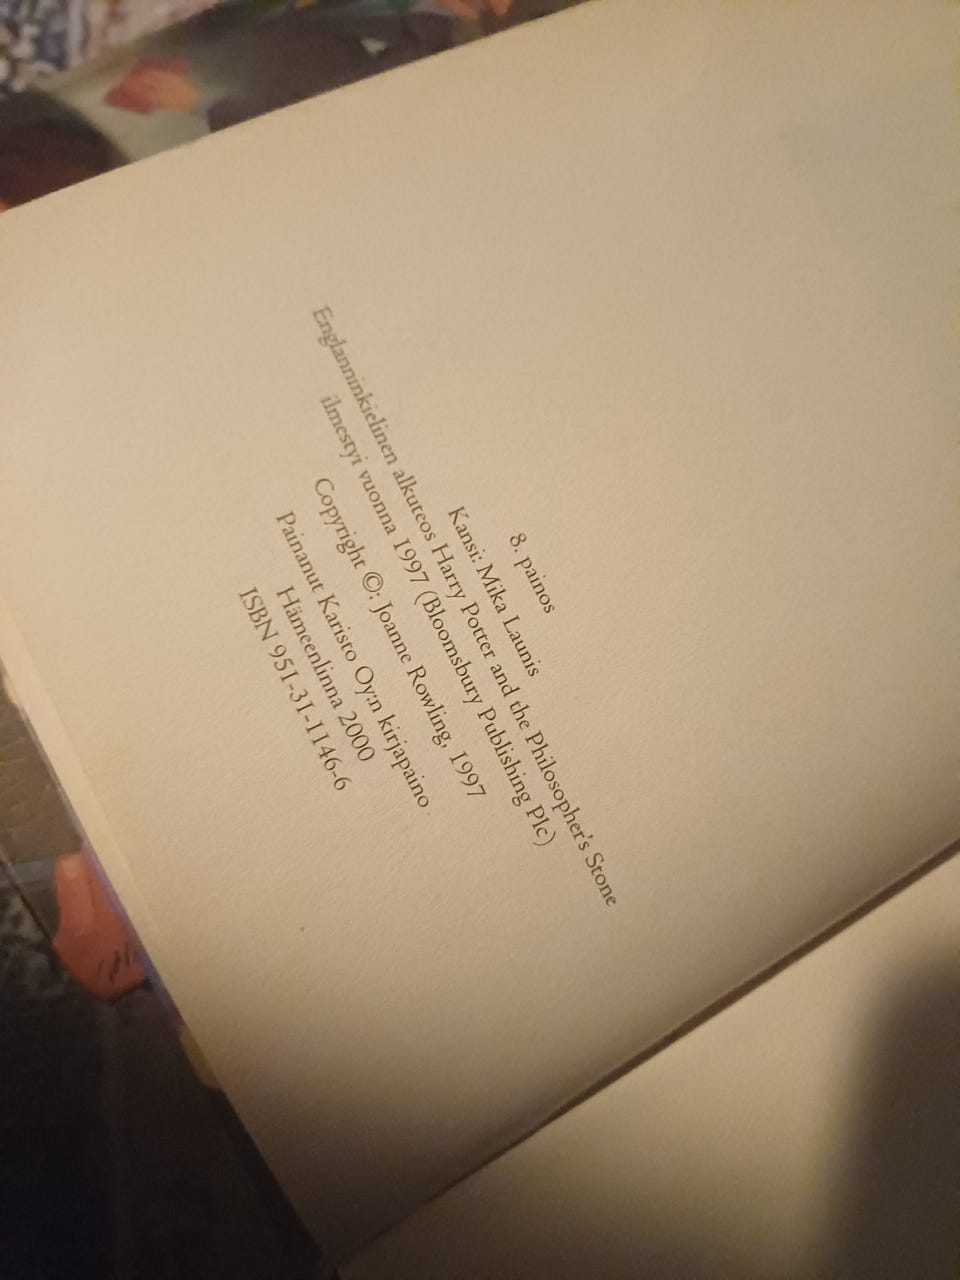 8. painos
Kansi: Mika Launis
Englanninkielinen alkuteos Harry Potter and the Philosopher's Stone
ilmestyi vuonna 1997 (Bloomsbury Publishing Plc)
Copyright ©: Joanne Rowling, 1997
Painanut Karisto Oy:n kirjapaino
Hämeenlinna 2000
ISBN 951-31-1146-6